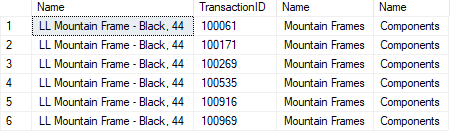 Name TransactionID Name Name
1 LL Mountain Frame - Black, 44 100061 Mountain Frames Components
2 LL Mountain Frame - Black, 44 100171 Mountain Frames Components
3 LL Mountain Frame - Black, 44 100269 Mountain Frames Components
4 LL Mountain Frame - Black, 44 100535 Mountain Frames Components
5 LL Mountain Frame - Black, 44 100916 Mountain Frames Components
6 LL Mountain Frame - Black, 44 100969 Mountain Frames Components